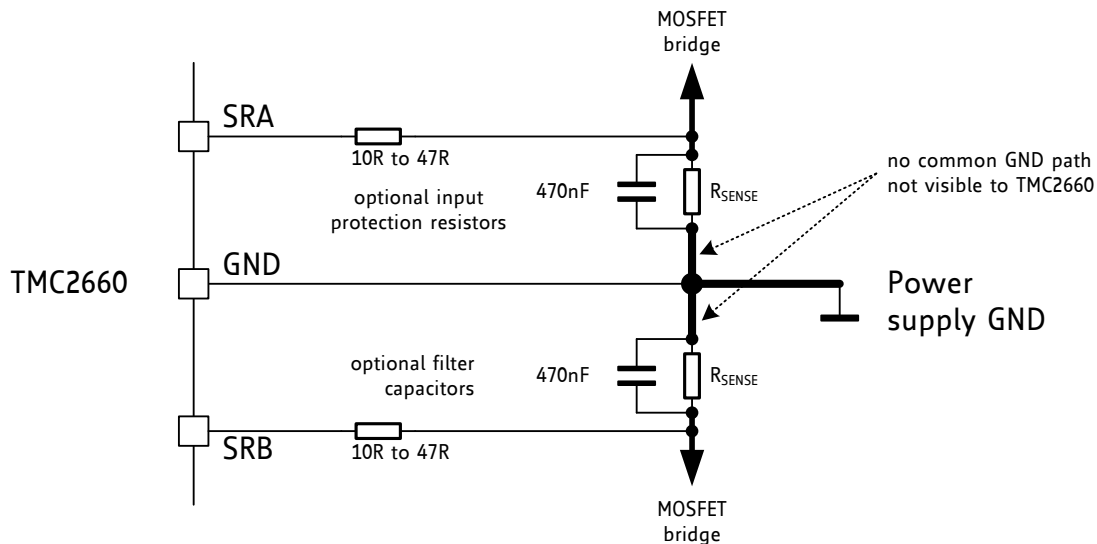 MOSFET
bridge
SRA
10R to 47R
optional input
protection resistors
470nF
RSENSE
no common GND path
not visible to TMC2660
TMC2660
GND
Power
supply GND
optional filter
capacitors
470nF
RSENSE
SRB
10R to 47R
MOSFET
bridge